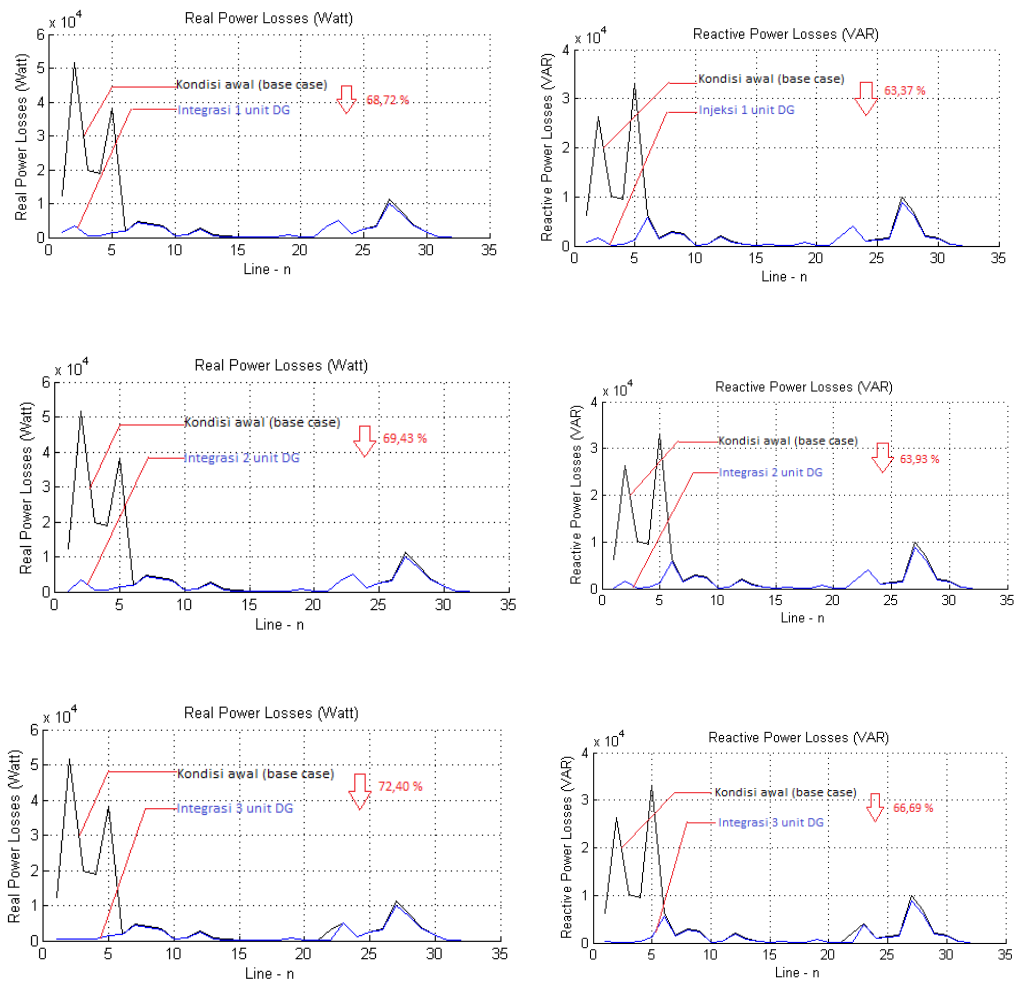 Real Power Losses (Watt)
x 10^4
Real Power Losses (Watt)
6
5
4
3
2
1
0
Kondisi awal (base case)
Integrasi 1 unit DG
68,72 %
0 5 10 15 20 25 30 35
Line - n
Reactive Power Losses (VAR)
x 10^4
Reactive Power Losses (VAR)
4
3
2
1
0
Kondisi awal (base case)
Injeksi 1 unit DG
63,37 %
0 5 10 15 20 25 30 35
Line - n
Real Power Losses (Watt)
x 10^4
Real Power Losses (Watt)
6
5
4
3
2
1
0
Kondisi awal (base case)
Integrasi 2 unit DG
69,43 %
0 5 10 15 20 25 30 35
Line - n
Reactive Power Losses (VAR)
x 10^4
Reactive Power Losses (VAR)
4
3
2
1
0
Kondisi awal (base case)
Integrasi 2 unit DG
63,93 %
0 5 10 15 20 25 30 35
Line - n
Real Power Losses (Watt)
x 10^4
Real Power Losses (Watt)
6
5
4
3
2
1
0
Kondisi awal (base case)
Integrasi 3 unit DG
72,40 %
0 5 10 15 20 25 30 35
Line - n
Reactive Power Losses (VAR)
x 10^4
Reactive Power Losses (VAR)
4
3
2
1
0
Kondisi awal (base case)
Integrasi 3 unit DG
66,69 %
0 5 10 15 20 25 30 35
Line - n